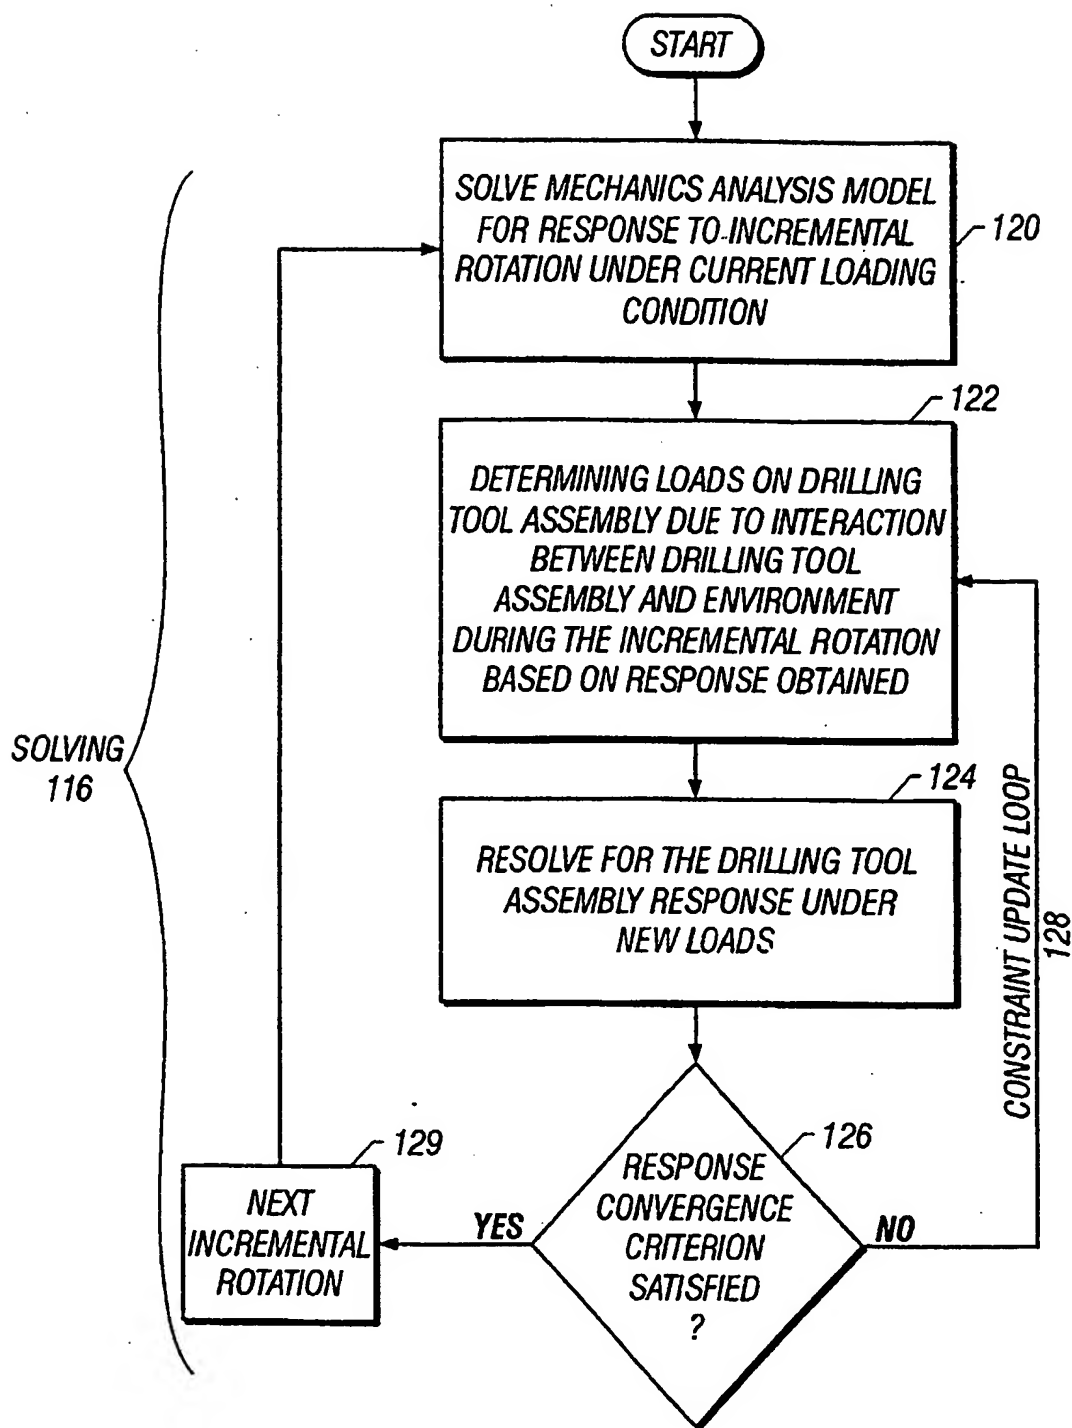 START
SOLVE MECHANICS ANALYSIS MODEL
FOR RESPONSE TO INCREMENTAL
ROTATION UNDER CURRENT LOADING
CONDITION
120
122
DETERMINING LOADS ON DRILLING
TOOL ASSEMBLY DUE TO INTERACTION
BETWEEN DRILLING TOOL
ASSEMBLY AND ENVIRONMENT
DURING THE INCREMENTAL ROTATION
BASED ON RESPONSE OBTAINED
SOLVING
116
124
RESOLVE FOR THE DRILLING TOOL
ASSEMBLY RESPONSE UNDER
NEW LOADS
CONSTRAINT UPDATE LOOP
128
126
RESPONSE
CONVERGENCE
CRITERION
SATISFIED
?
YES
NO
129
NEXT
INCREMENTAL
ROTATION